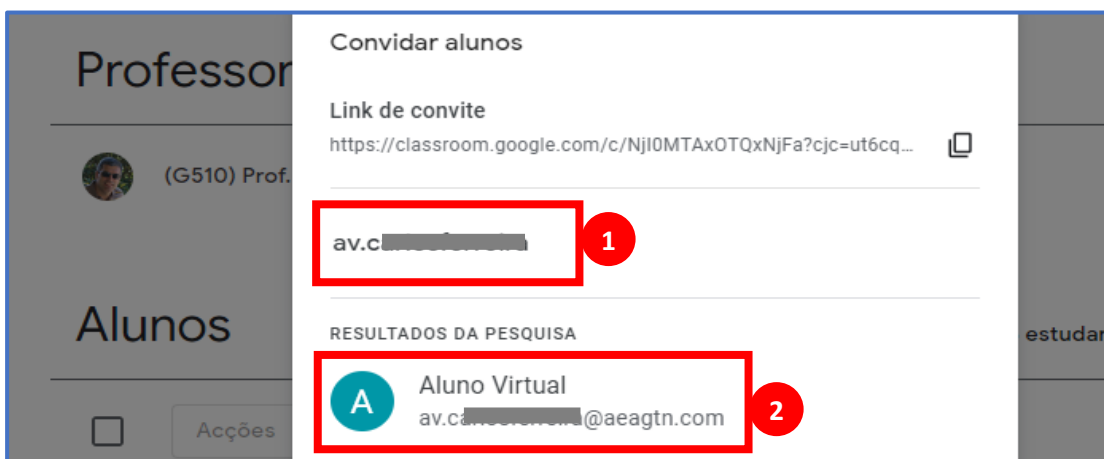 Professor
Convidar alunos
Link de convite
https://classroom.google.com/c/NjI0MTAxOTQxNjFa?cjc=ut6cq...
(G510) Prof.
av.c
1
Alunos
RESULTADOS DA PESQUISA
estudar
A
Aluno Virtual
av.ca @aeagtn.com
2
Acções